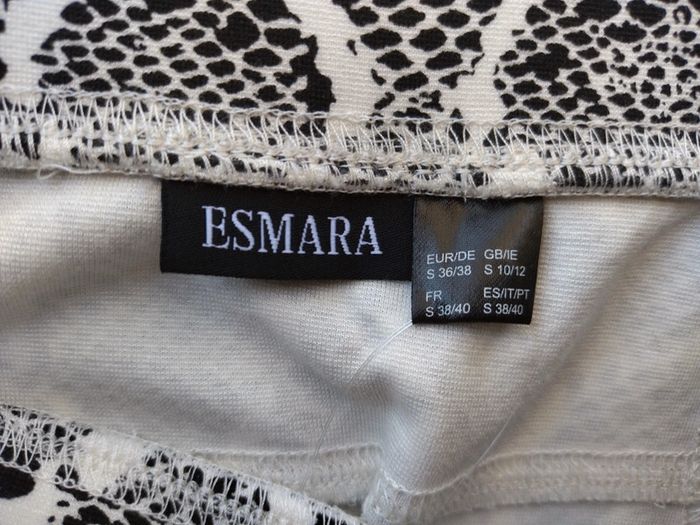 ESMARA
EUR/DE GB/IE
S 36/38 S 10/12
FR ES/IT/PT
S 38/40 S 38/40